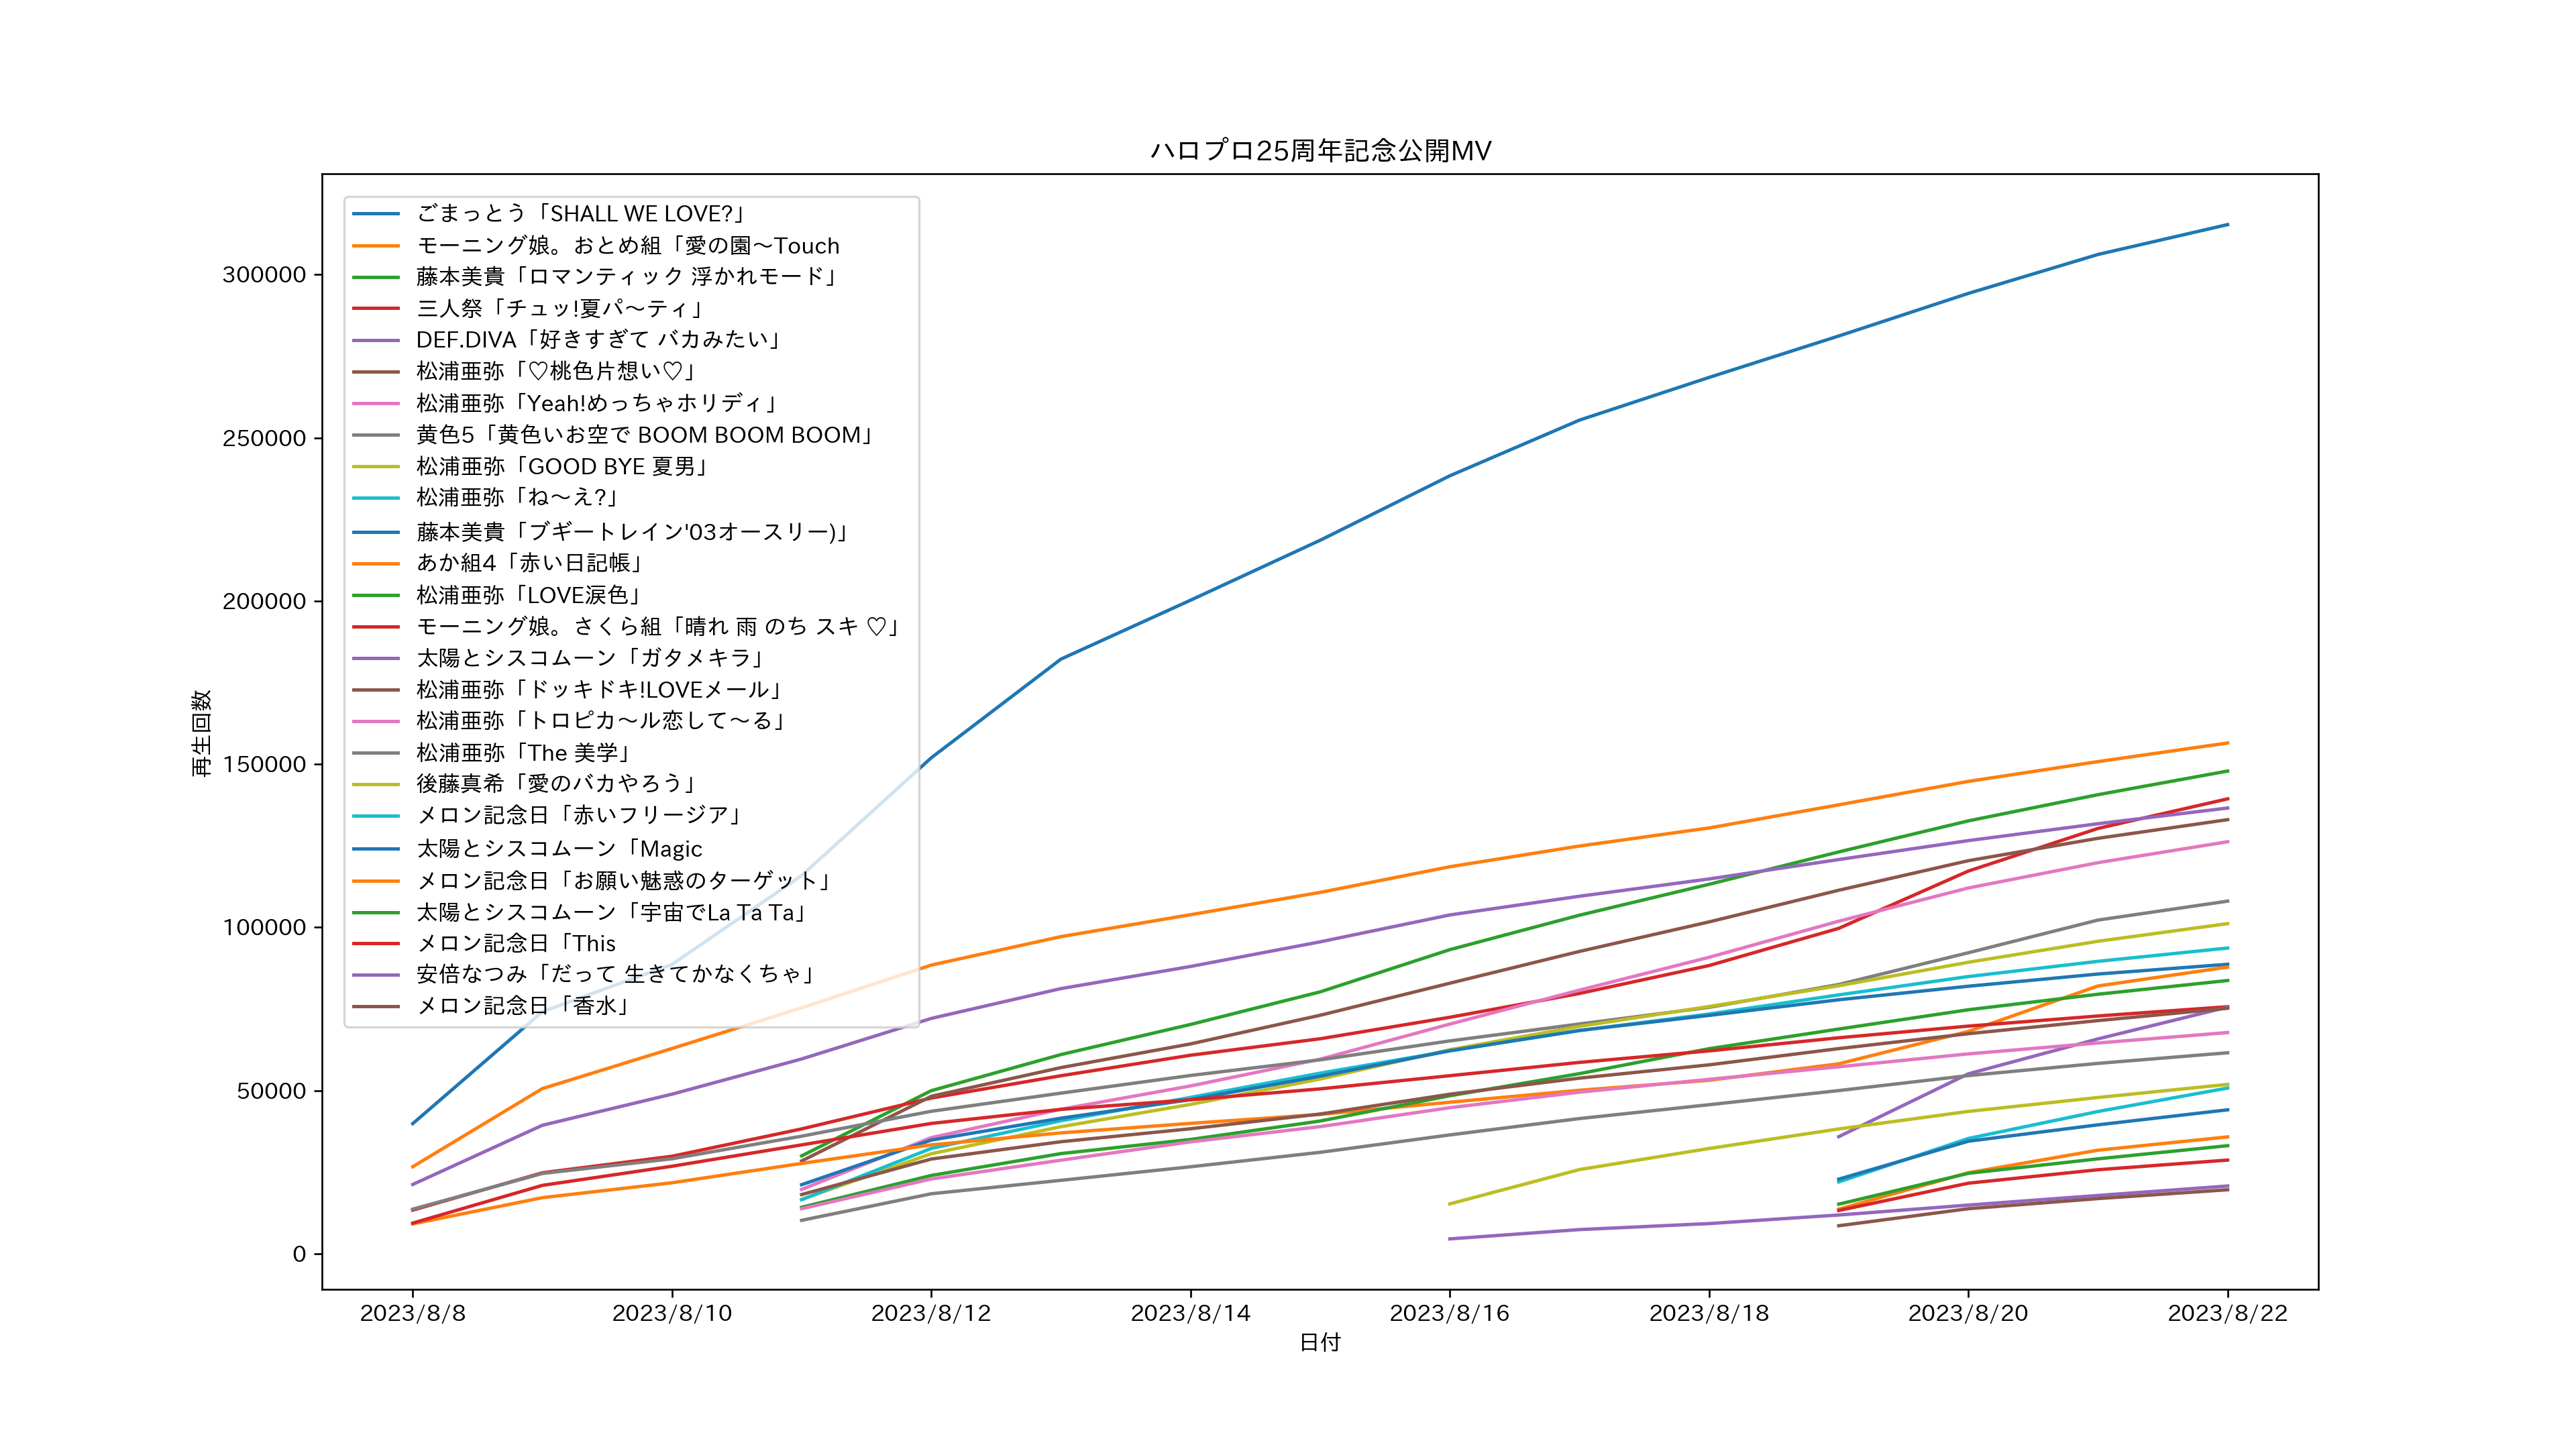 ハロプロ25周年記念公開MV
ごまっとう「SHALL WE LOVE?」
モーニング娘。おとめ組「愛の園〜Touch
藤本美貴「ロマンティック 浮かれモード」
三人祭「チュッ!夏パ〜ティ」
DEF.DIVA「好きすぎて バカみたい」
松浦亜弥「♡桃色片想い♡」
松浦亜弥「Yeah!めっちゃホリディ」
黄色5「黄色いお空で BOOM BOOM BOOM」
松浦亜弥「GOOD BYE 夏男」
松浦亜弥「ね〜え?」
藤本美貴「ブギートレイン'03オースリー)」
あか組4「赤い日記帳」
松浦亜弥「LOVE涙色」
モーニング娘。さくら組「晴れ 雨 のち スキ ♡」
太陽とシスコムーン「ガタメキラ」
松浦亜弥「ドッキドキ!LOVEメール」
松浦亜弥「トロピカ〜ル恋して〜る」
松浦亜弥「The 美学」
後藤真希「愛のバカやろう」
メロン記念日「赤いフリージア」
太陽とシスコムーン「Magic
メロン記念日「お願い魅惑のターゲット」
太陽とシスコムーン「宇宙でLa Ta Ta」
メロン記念日「This
安倍なつみ「だって 生きてかなくちゃ」
メロン記念日「香水」
再生回数
300000
250000
200000
150000
100000
50000
0
2023/8/8 2023/8/10 2023/8/12 2023/8/14 2023/8/16 2023/8/18 2023/8/20 2023/8/22
日付